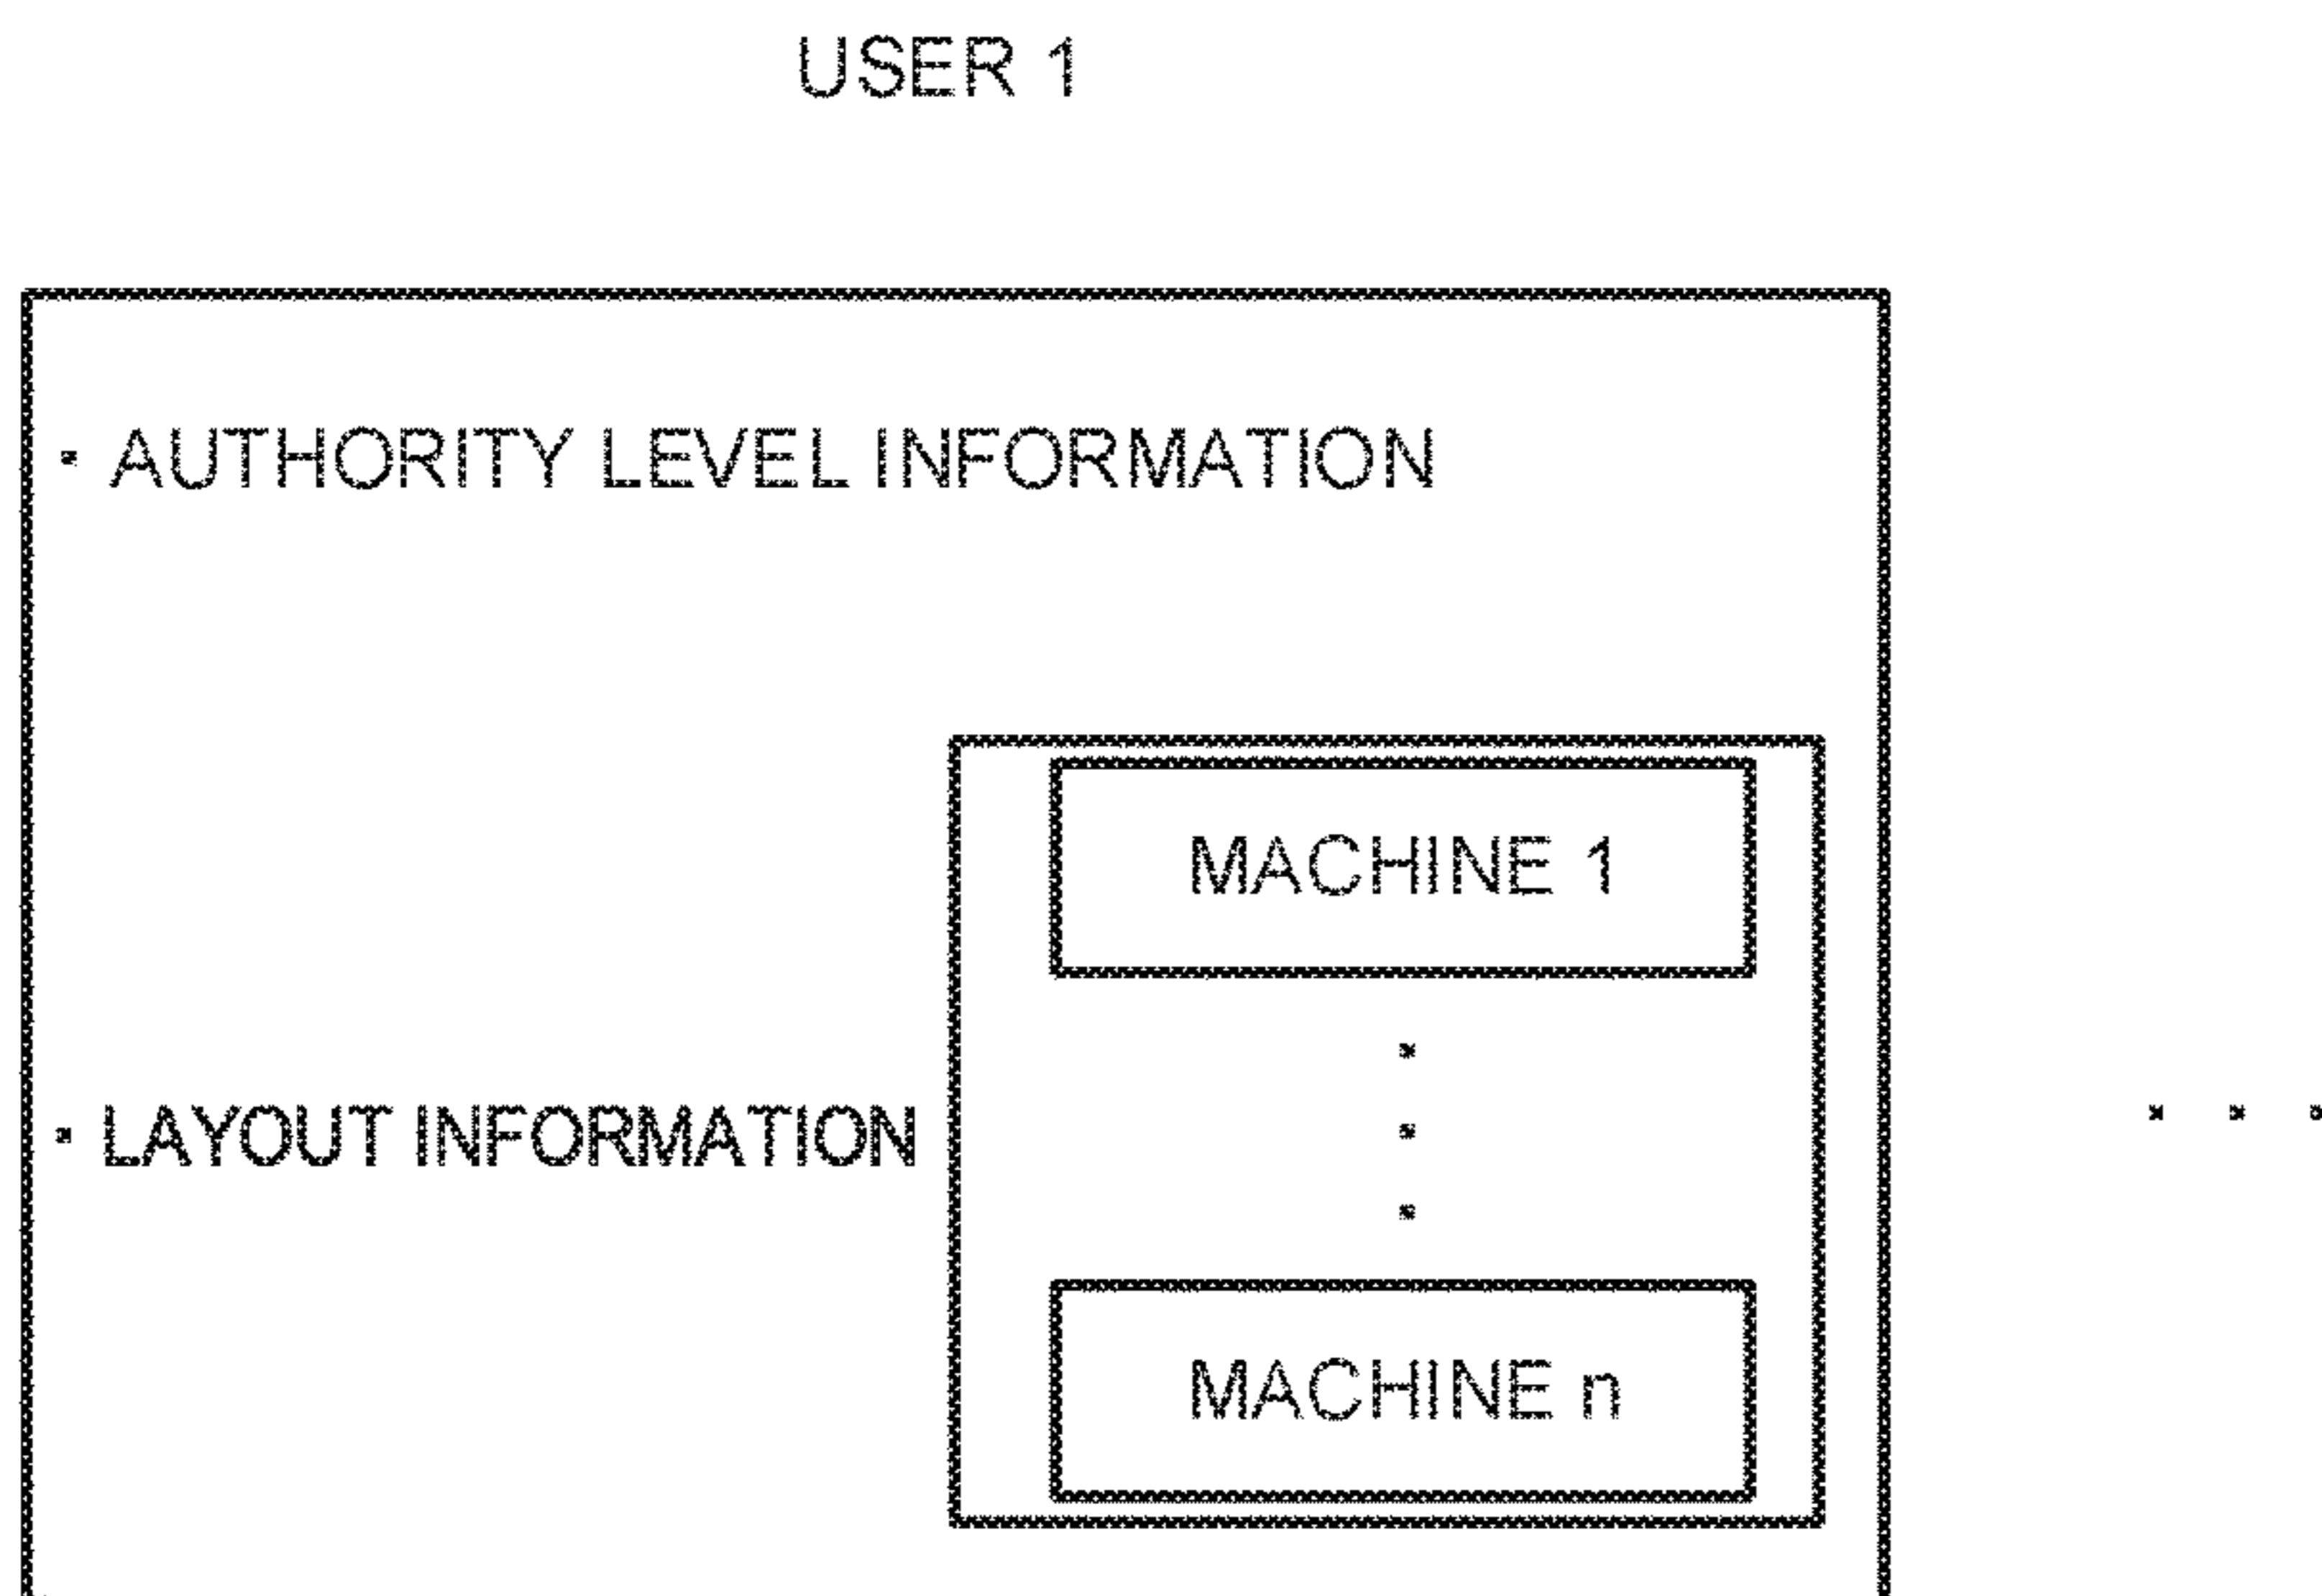 USER 1
· AUTHORITY LEVEL INFORMATION
MACHINE 1
· LAYOUT INFORMATION
MACHINE n